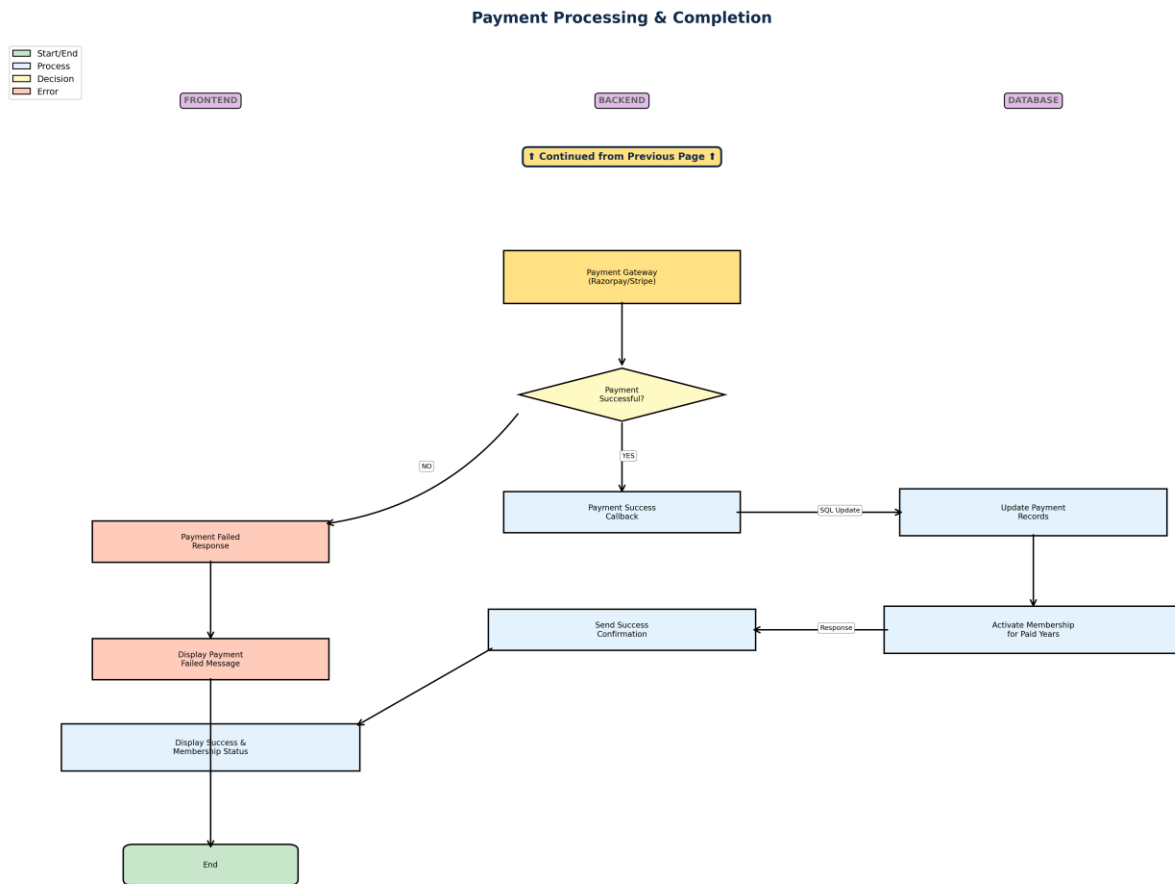 Payment Processing & Completion
Start/End
Process
Decision
Error
FRONTEND
BACKEND
DATABASE
⬆ Continued from Previous Page ⬆
Payment Gateway
(Razorpay/Stripe)
Payment
Successful?
NO
YES
Payment Success
Callback
SQL Update
Update Payment
Records
Payment Failed
Response
Send Success
Confirmation
Response
Activate Membership
for Paid Years
Display Payment
Failed Message
Display Success &
Membership Status
End